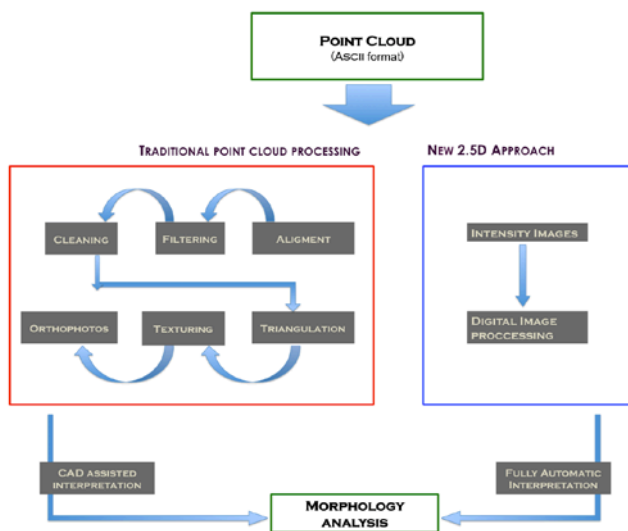 POINT CLOUD
(ASCII format)
TRADITIONAL POINT CLOUD PROCESSING
NEW 2.5D APPROACH
CLEANING
FILTERING
ALIGMENT
ORTHOPHOTOS
TEXTURING
TRIANGULATION
INTENSITY IMAGES
DIGITAL IMAGE
PROCCESSING
CAD ASSISTED
INTERPRETATION
FULLY AUTOMATIC
INTERPRETATION
MORPHOLOGY
ANALYSIS